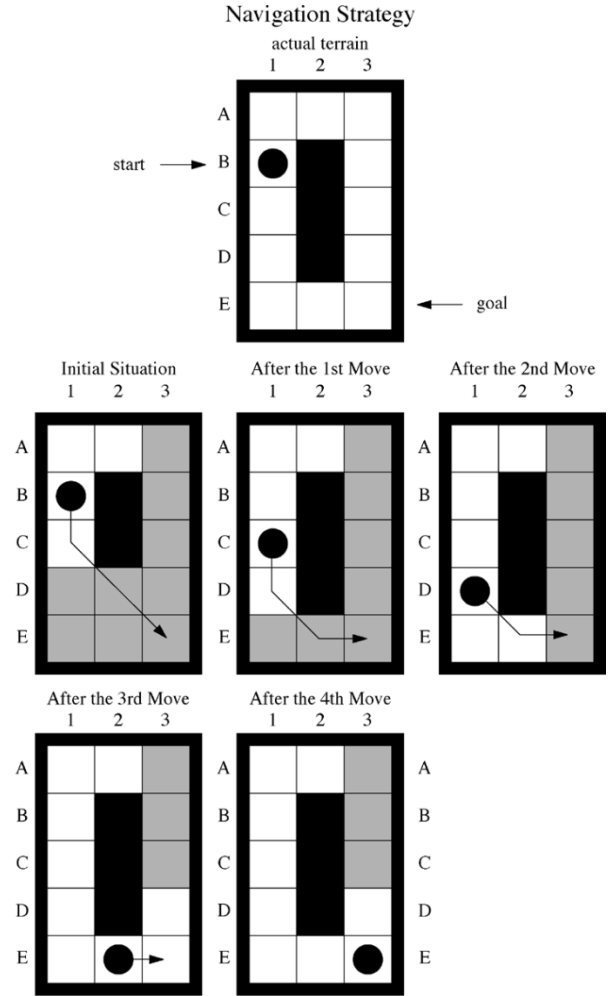 Navigation Strategy
actual terrain
1 2 3
A
start B
C
D
E goal
Initial Situation After the 1st Move After the 2nd Move
1 2 3 1 2 3 1 2 3
A A A
B B B
C C C
D D D
E E E
After the 3rd Move After the 4th Move
1 2 3 1 2 3
A A A
B B B
C C C
D D D
E E E